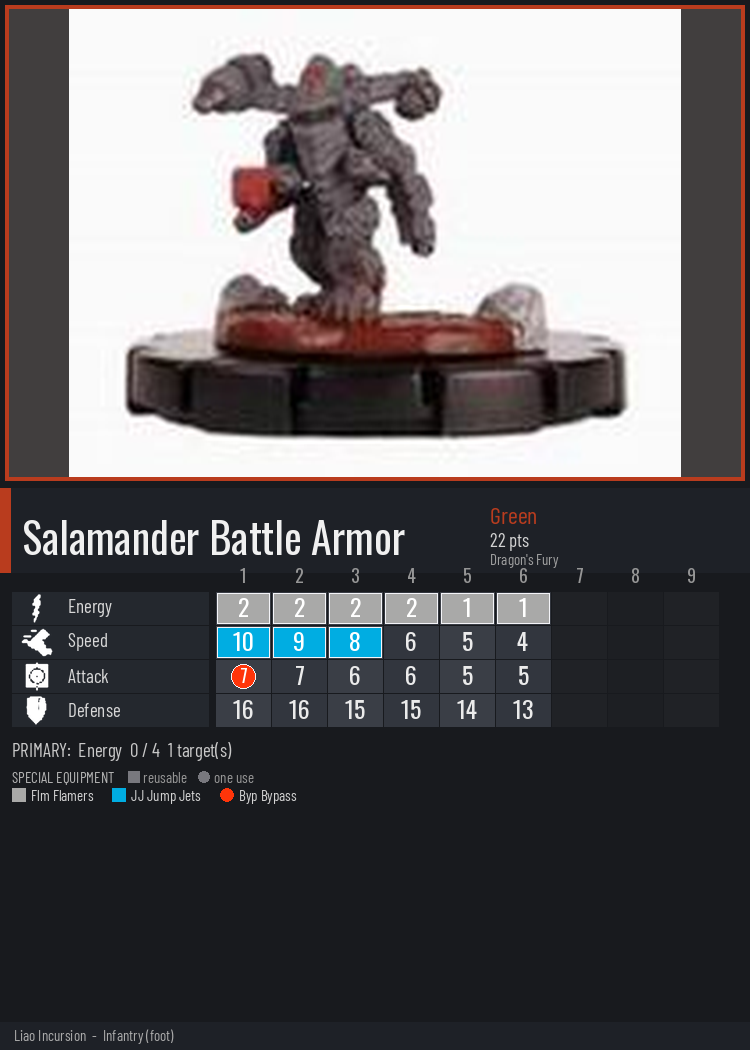 Salamander Battle Armor
Green
22 pts
Dragon's Fury
1 2 3 4 5 6 7 8 9
Energy 2 2 2 2 1 1
Speed 10 9 8 6 5 4
Attack 7 7 6 6 5 5
Defense 16 16 15 15 14 13
PRIMARY: Energy 0 / 4 1 target(s)
SPECIAL EQUIPMENT reusable one use
Flm Flamers JJ Jump Jets Byp Bypass
Liao Incursion - Infantry (foot)